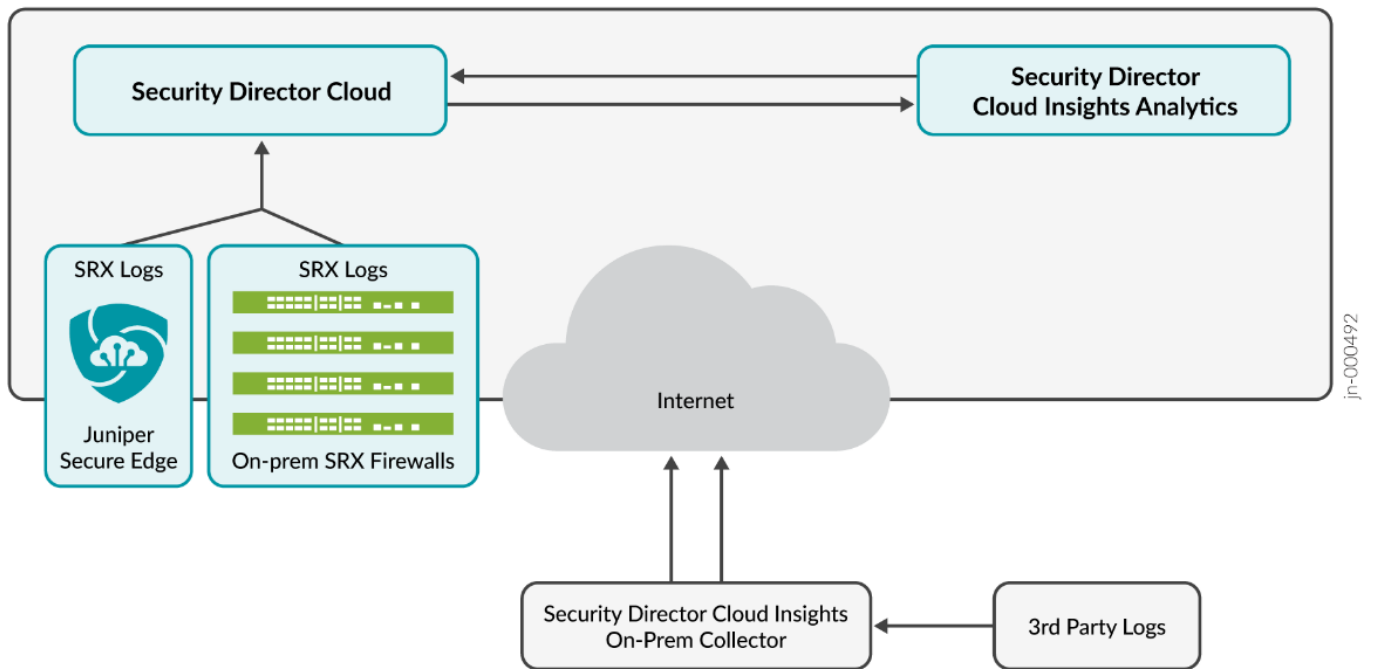 Security Director Cloud
Security Director
Cloud Insights Analytics
SRX Logs
Juniper
Secure Edge
SRX Logs
On-prem SRX Firewalls
Internet
jn-000492
Security Director Cloud Insights
On-Prem Collector
3rd Party Logs